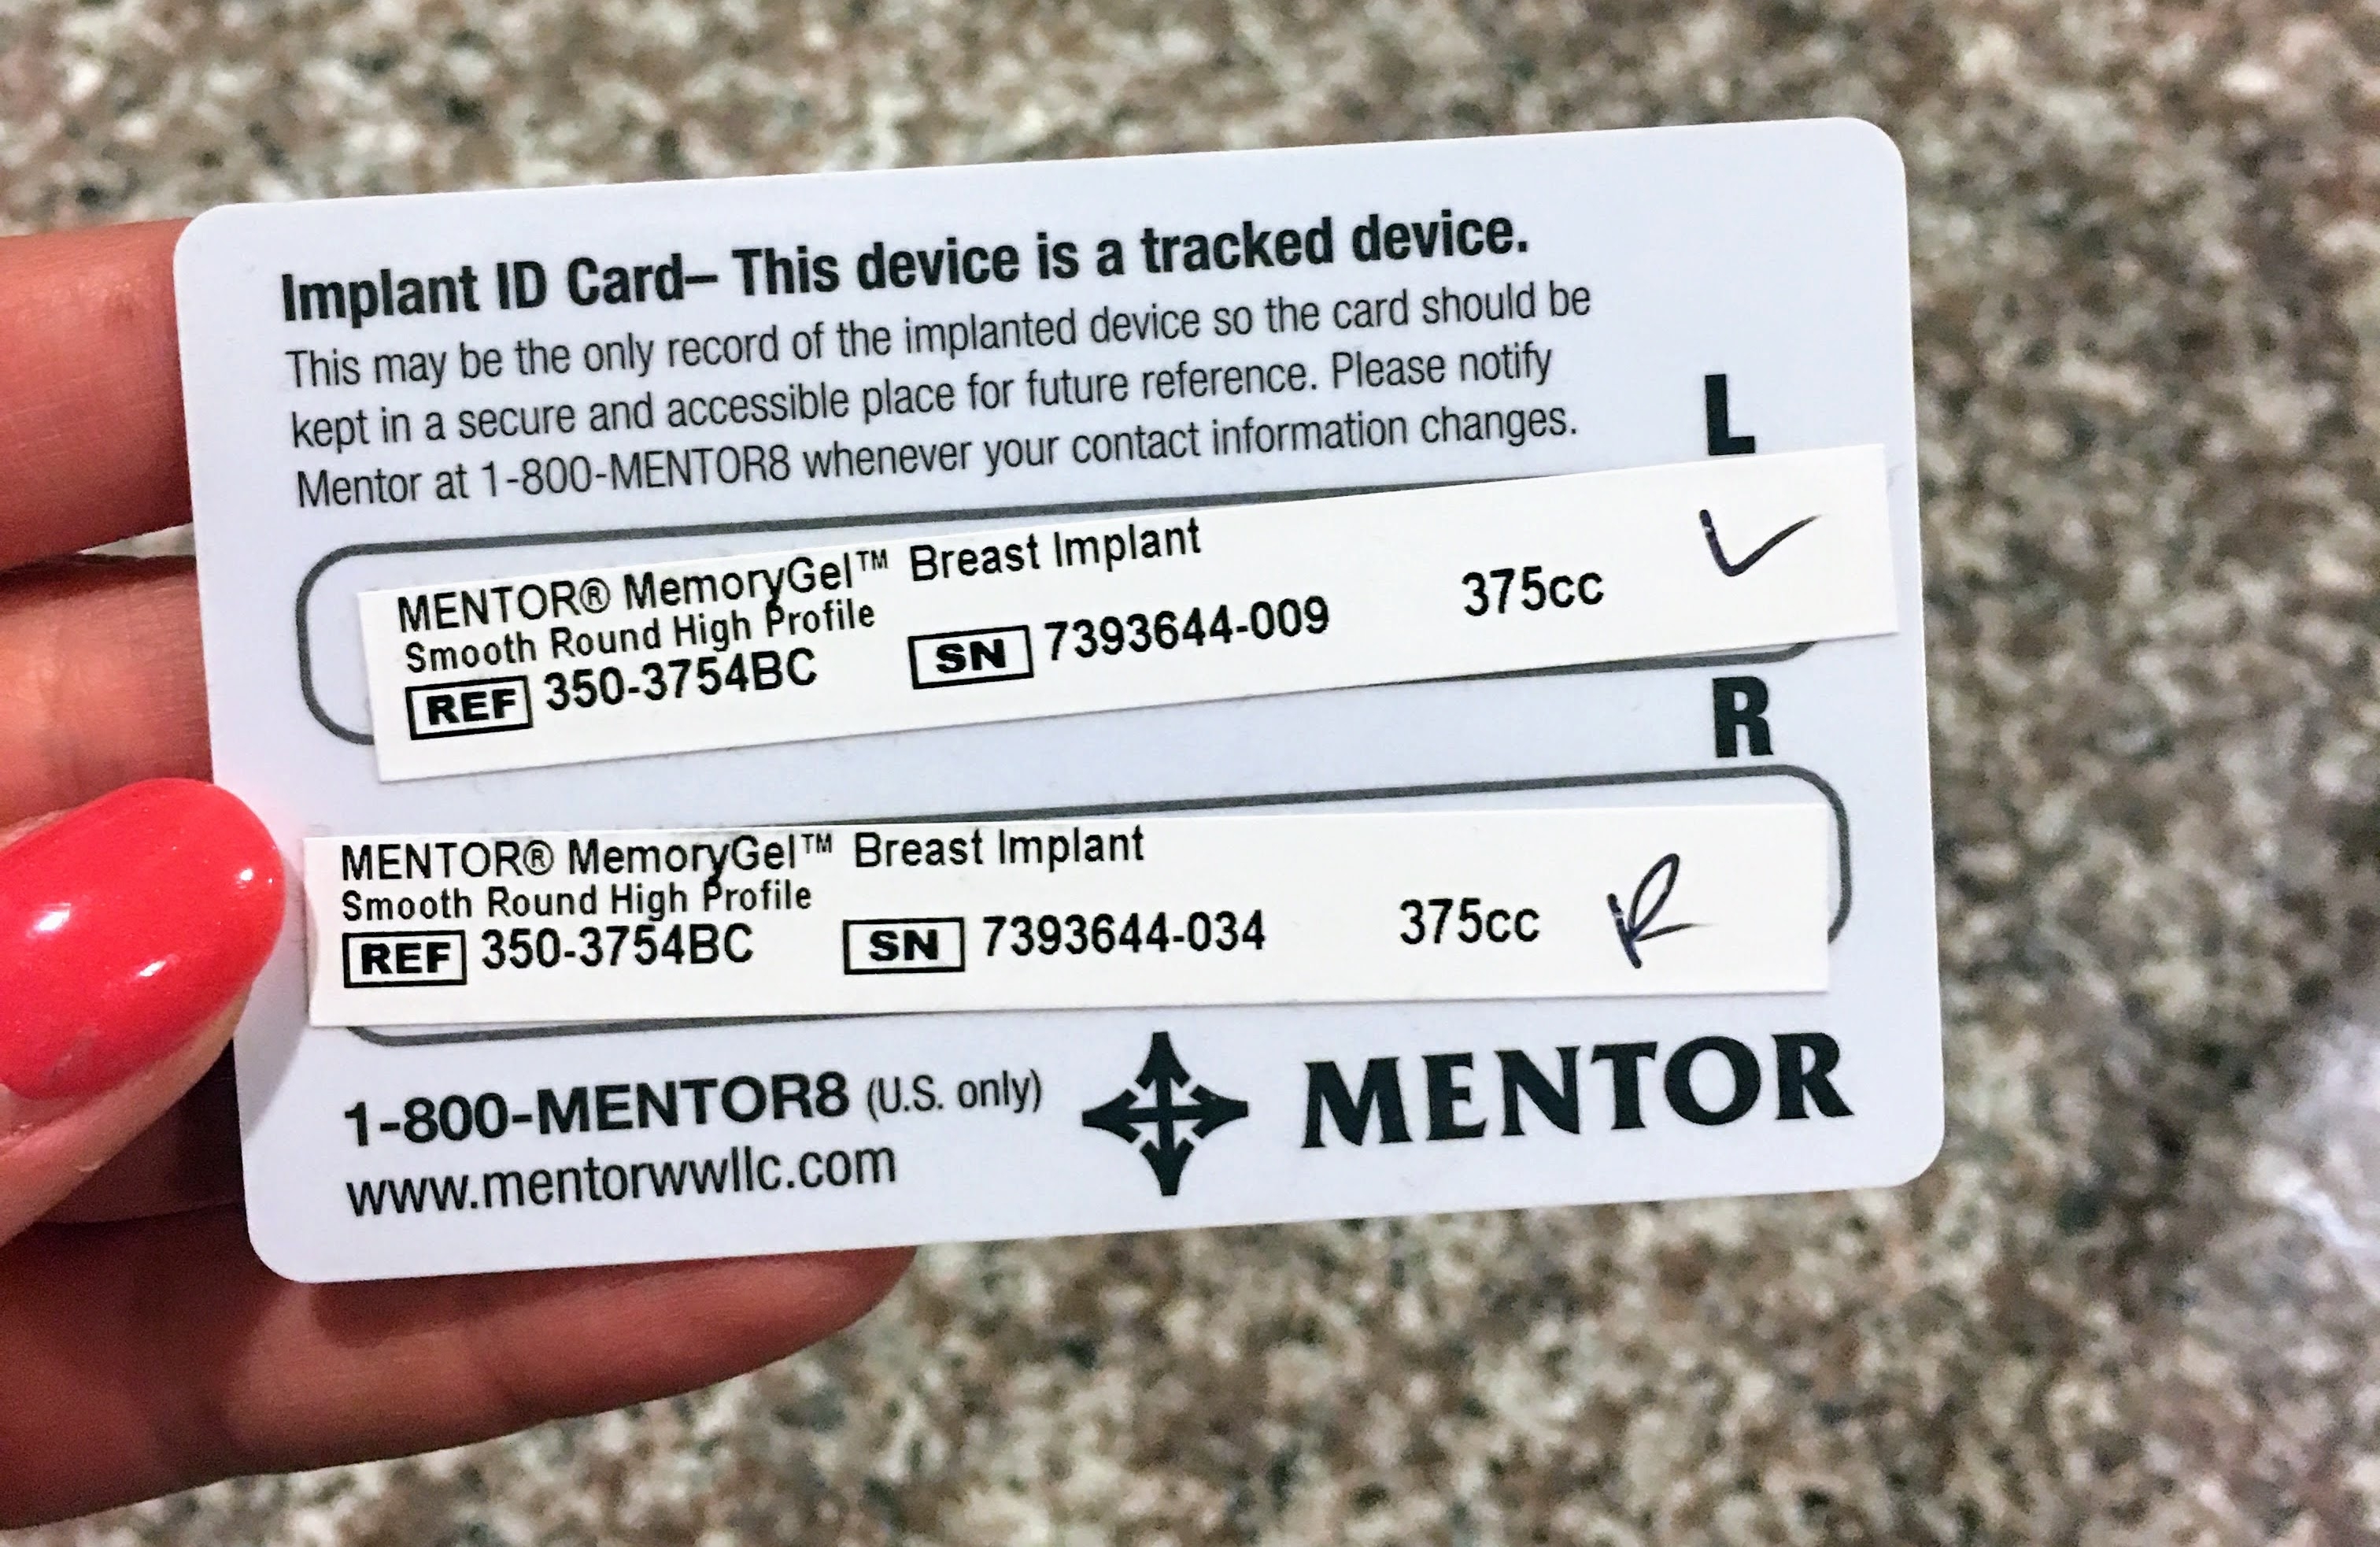 Implant ID Card– This device is a tracked device.
This may be the only record of the implanted device so the card should be
kept in a secure and accessible place for future reference. Please notify
Mentor at 1-800-MENTOR8 whenever your contact information changes.
L
MENTOR® MemoryGel™ Breast Implant
Smooth Round High Profile
REF 350-3754BC SN 7393644-009 375cc L
R
MENTOR® MemoryGel™ Breast Implant
Smooth Round High Profile
REF 350-3754BC SN 7393644-034 375cc R
1-800-MENTOR8 (U.S. only)
www.mentorwwllc.com
MENTOR